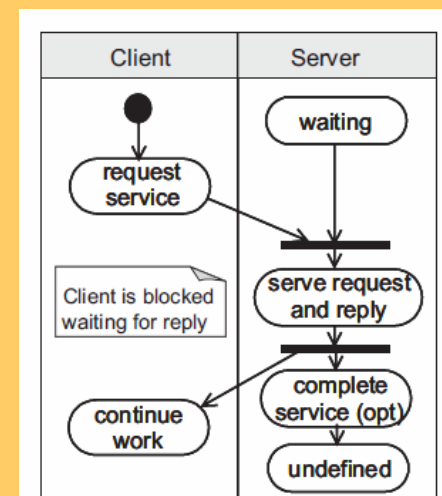 Client
Server
waiting
request
service
Client is blocked
waiting for reply
serve request
and reply
complete
service (opt)
continue
work
undefined